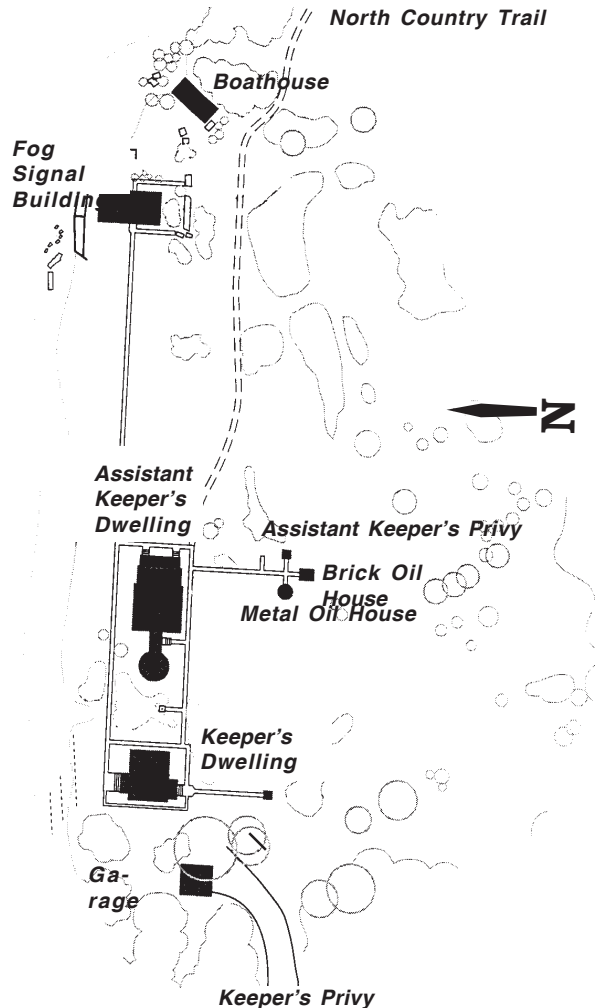 North Country Trail
Boathouse
Fog
Signal
Building
N
Assistant
Keeper's
Dwelling
Assistant Keeper's Privy
Brick Oil
House
Metal Oil House
Keeper's
Dwelling
Ga-
rage
Keeper's Privy